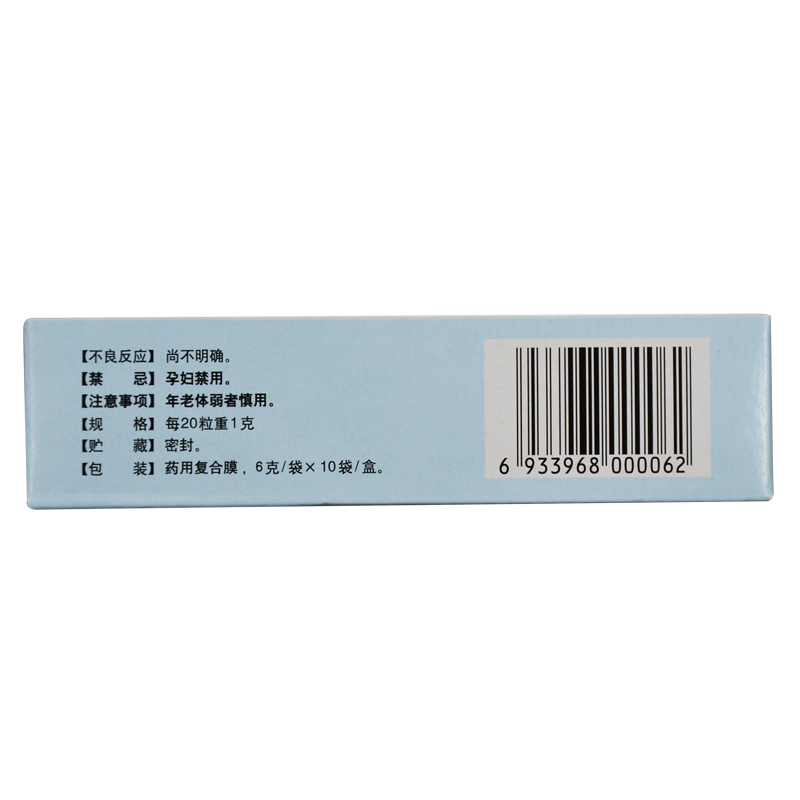 【不良反应】尚不明确。
【禁　　忌】孕妇禁用。
【注意事项】年老体弱者慎用。
【规　　格】每20粒重1克
【贮　　藏】密封。
【包　　装】药用复合膜，6克/袋×10袋/盒。
6 933968 000062